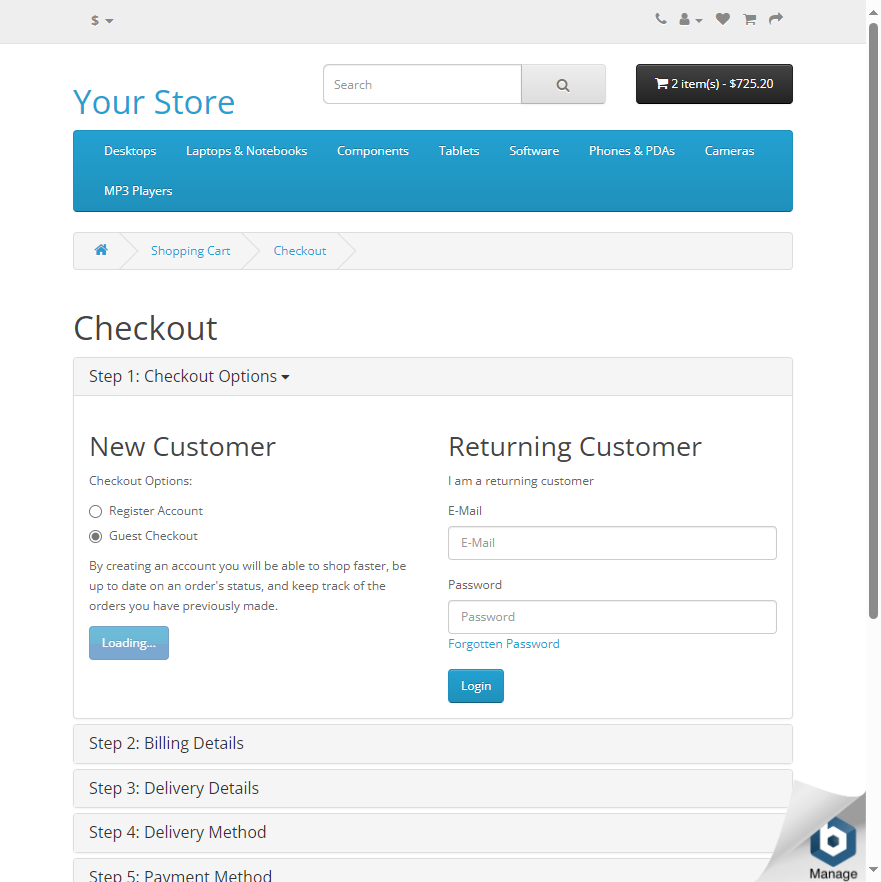 $
Search
2 item(s) - $725.20
Your Store
Desktops
Laptops & Notebooks
Components
Tablets
Software
Phones & PDAs
Cameras
MP3 Players
Shopping Cart
Checkout
Checkout
Step 1: Checkout Options
New Customer
Checkout Options:
Register Account
Guest Checkout
By creating an account you will be able to shop faster, be
up to date on an order's status, and keep track of the
orders you have previously made.
Loading...
Returning Customer
I am a returning customer
E-Mail
E-Mail
Password
Password
Forgotten Password
Login
Step 2: Billing Details
Step 3: Delivery Details
Step 4: Delivery Method
Step 5: Payment Method
b
Manage